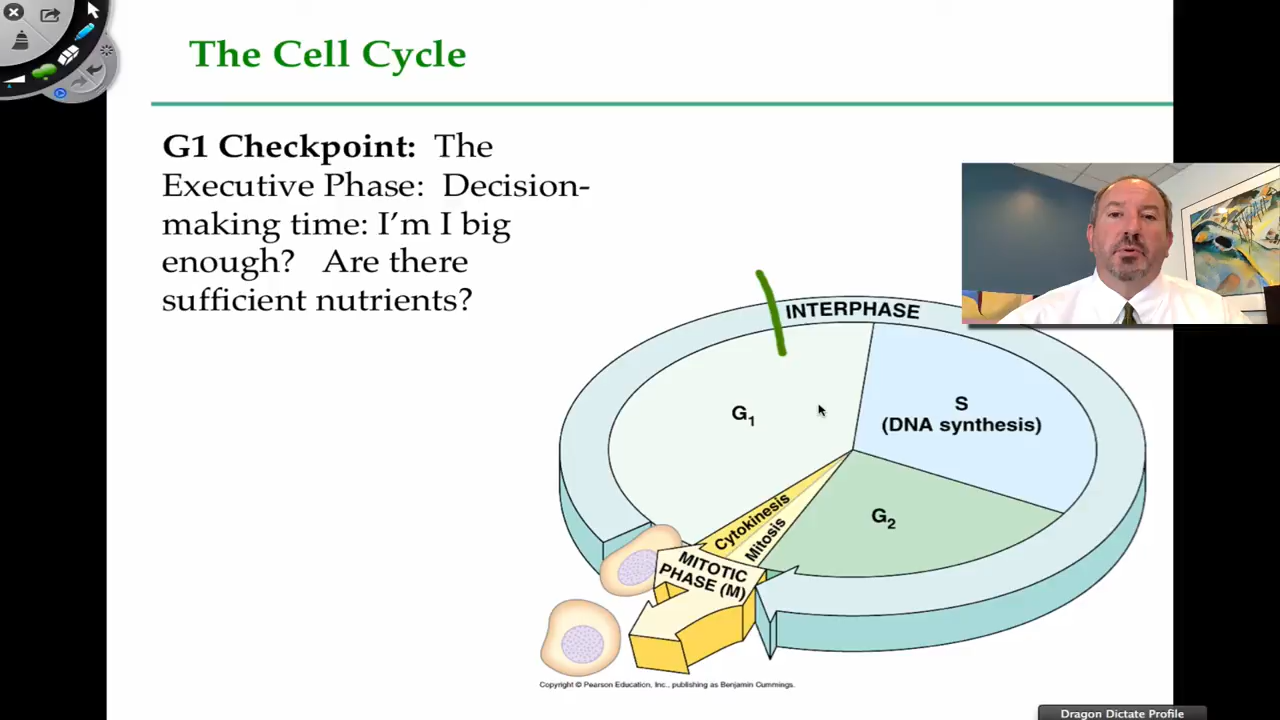 The Cell Cycle
G1 Checkpoint: The
Executive Phase: Decision-
making time: I'm I big
enough? Are there
sufficient nutrients?
INTERPHASE
G1
S
(DNA synthesis)
G2
Cytokinesis
Mitosis
MITOTIC
PHASE (M)
Copyright © Pearson Education, Inc., publishing as Benjamin Cummings.
Dragon Dictate Profile